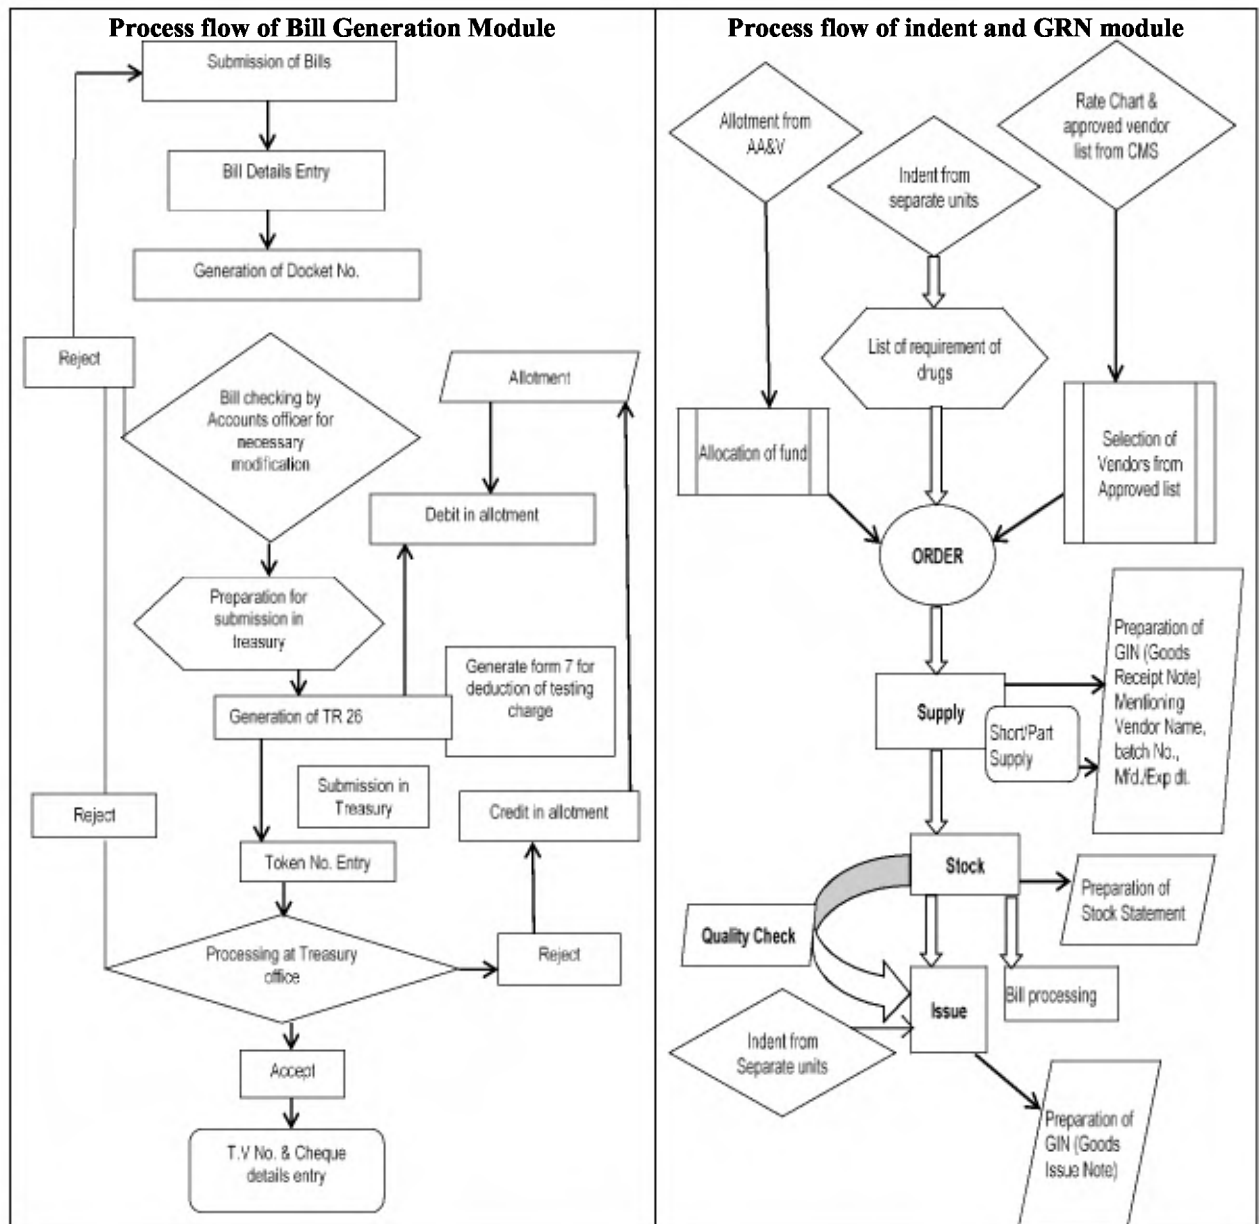 Process flow of Bill Generation Module
Submission of Bills
Bill Details Entry
Generation of Docket No.
Reject
Bill checking by
Accounts officer for
necessary
modification
Allotment
Debit in allotment
Preparation for
submission in
treasury
Generate form 7 for
deduction of testing
charge
Generation of TR 26
Submission in
Treasury
Reject
Credit in allotment
Token No. Entry
Processing at Treasury
office
Reject
Accept
T.V No. & Cheque
details entry
Process flow of indent and GRN module
Allotment from
AA&V
Indent from
separate units
Rate Chart &
approved vendor
list from CMS
List of requirement of
drugs
Allocation of fund
Selection of
Vendors from
Approved list
ORDER
Supply
Short/Part
Supply
Preparation of
GIN (Goods
Receipt Note)
Mentioning
Vendor Name,
batch No.,
Mfd./Exp dt.
Stock
Preparation of
Stock Statement
Quality Check
Issue
Bill processing
Indent from
Separate units
Preparation of
GIN (Goods
Issue Note)